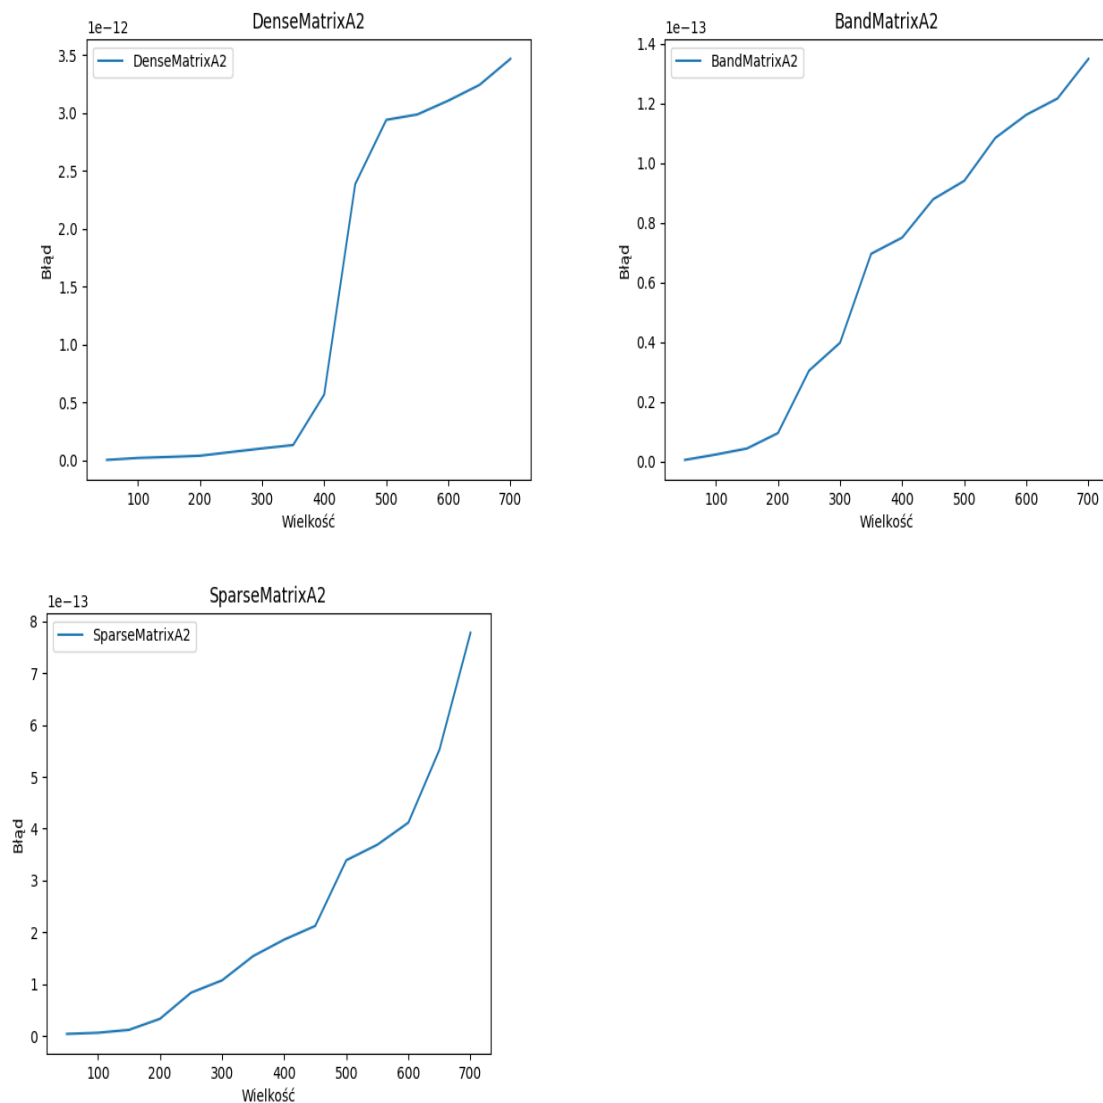 DenseMatrixA2
1e−12
DenseMatrixA2
3.5
3.0
2.5
2.0
1.5
1.0
0.5
0.0
Błąd
100 200 300 400 500 600 700
Wielkość
BandMatrixA2
1e−13
BandMatrixA2
1.4
1.2
1.0
0.8
0.6
0.4
0.2
0.0
Błąd
100 200 300 400 500 600 700
Wielkość
SparseMatrixA2
1e−13
SparseMatrixA2
8
7
6
5
4
3
2
1
0
Błąd
100 200 300 400 500 600 700
Wielkość